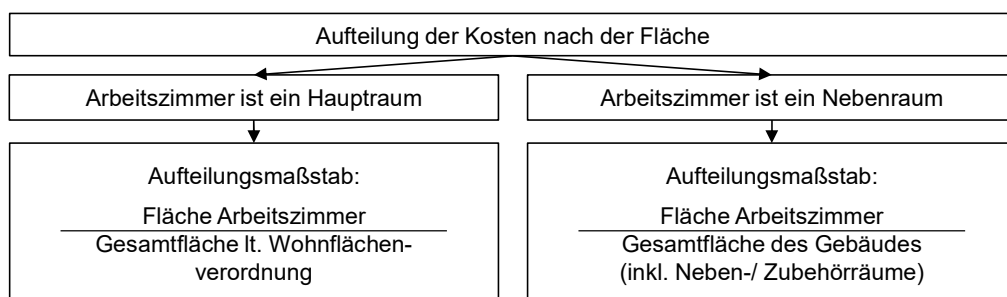 Aufteilung der Kosten nach der Fläche
Arbeitszimmer ist ein Hauptraum
Arbeitszimmer ist ein Nebenraum
Aufteilungsmaßstab:
Fläche Arbeitszimmer
Gesamtfläche lt. Wohnflächen-
verordnung
Aufteilungsmaßstab:
Fläche Arbeitszimmer
Gesamtfläche des Gebäudes
(inkl. Neben-/ Zubehörräume)